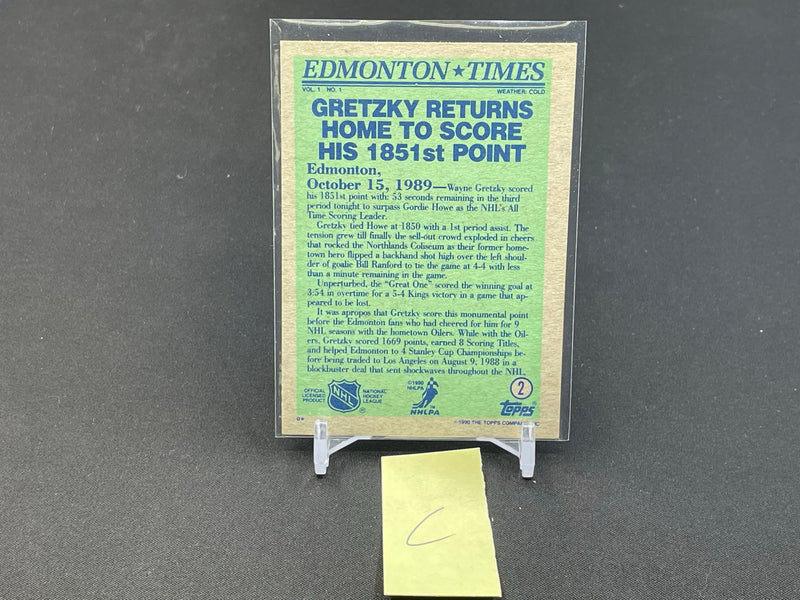 EDMONTON★TIMES
VOL. 1 NO. 1 WEATHER: COLD
GRETZKY RETURNS
HOME TO SCORE
HIS 1851st POINT
Edmonton,
October 15, 1989—Wayne Gretzky scored
his 1851st point with: 53 seconds remaining in the third
period tonight to surpass Gordie Howe as the NHL's All
Time Scoring Leader.
Gretzky tied Howe at 1850 with a 1st period assist. The
tension grew till finally the sell-out crowd exploded in cheers
that rocked the Northlands Coliseum as their former home-
town hero flipped a backhand shot high over the left shoul-
der of goalie Bill Ranford to tie the game at 4-4 with less
than a minute remaining in the game.
Unperturbed, the "Great One" scored the winning goal at
3:54 in overtime for a 5-4 Kings victory in a game that ap-
peared to be lost.
It was apropos that Gretzky score this monumental point
before the Edmonton fans who had cheered for him for 9
NHL seasons with the hometown Oilers. While with the Oil-
ers, Gretzky scored 1669 points, earned 8 Scoring Titles,
and helped Edmonton to 4 Stanley Cup Championships be-
fore being traded to Los Angeles on August 9, 1988 in a
blockbuster deal that sent shockwaves throughout the NHL.
OFFICIAL
LICENSED
PRODUCT
NHL
®
NATIONAL
HOCKEY
LEAGUE
©1990
NHLPA
NHLPA
2
topps®
D*
©1990 THE TOPPS COMPANY, INC
C